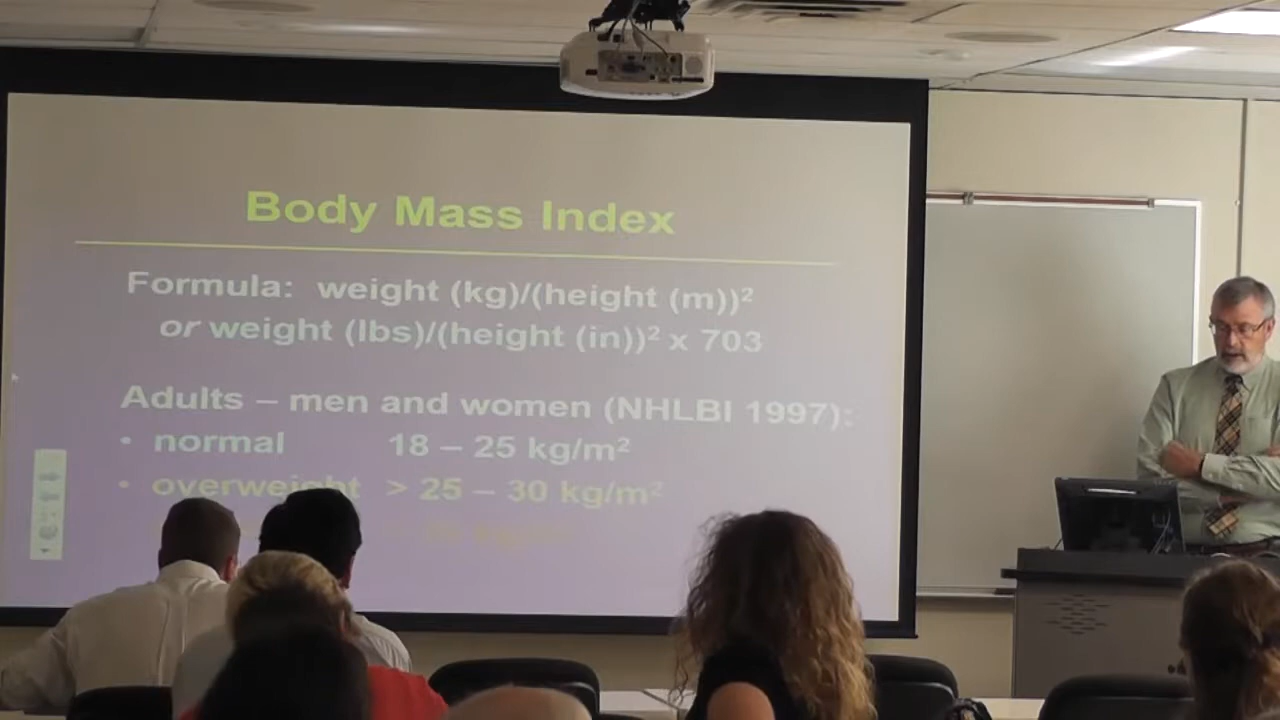 Body Mass Index
Formula: weight (kg)/(height (m))²
or weight (lbs)/(height (in))² x 703
Adults – men and women (NHLBI 1997):
• normal 18 – 25 kg/m²
• overweight > 25 – 30 kg/m²